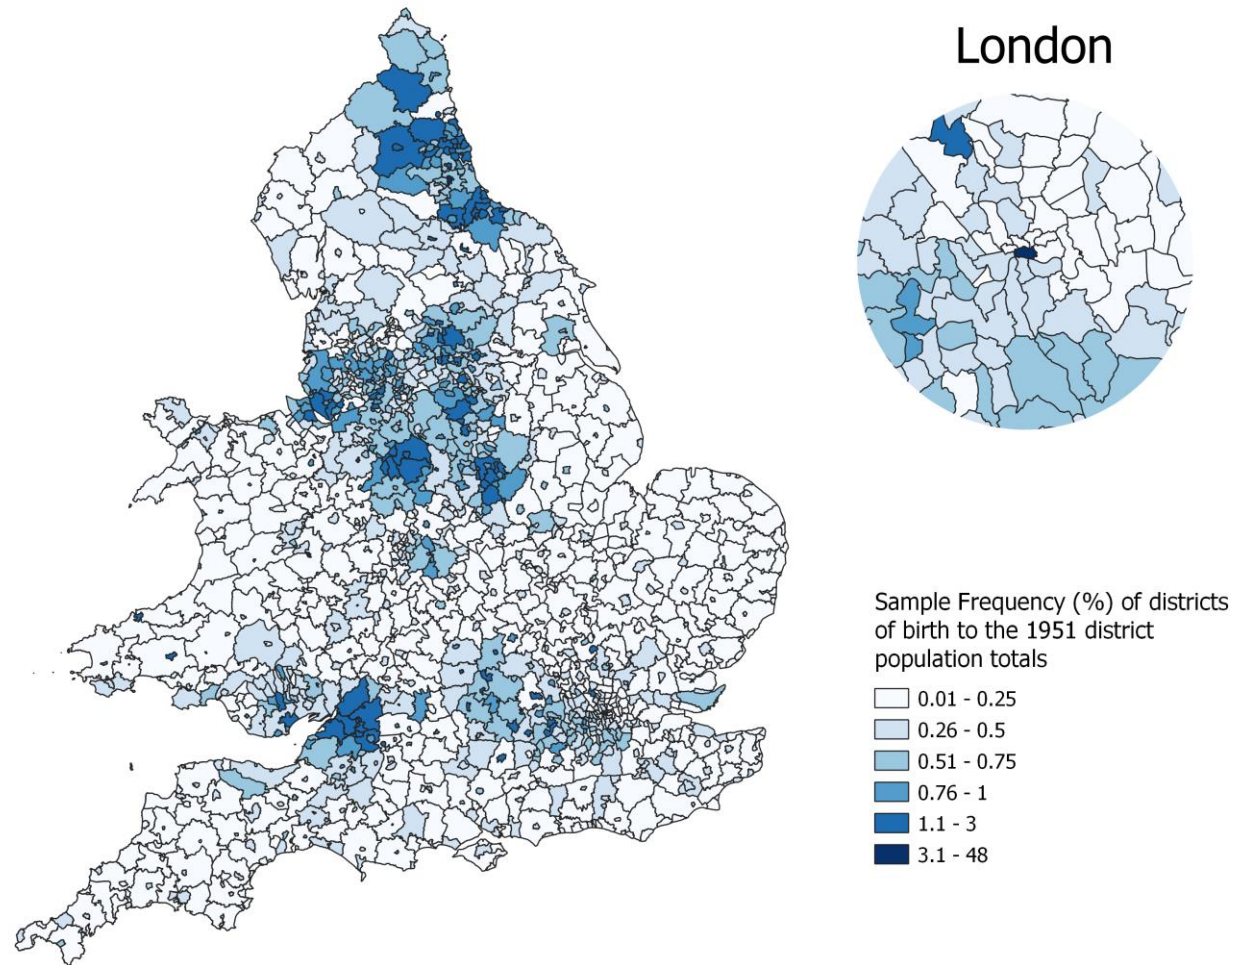 London
Sample Frequency (%) of districts
of birth to the 1951 district
population totals
0.01 - 0.25
0.26 - 0.5
0.51 - 0.75
0.76 - 1
1.1 - 3
3.1 - 48